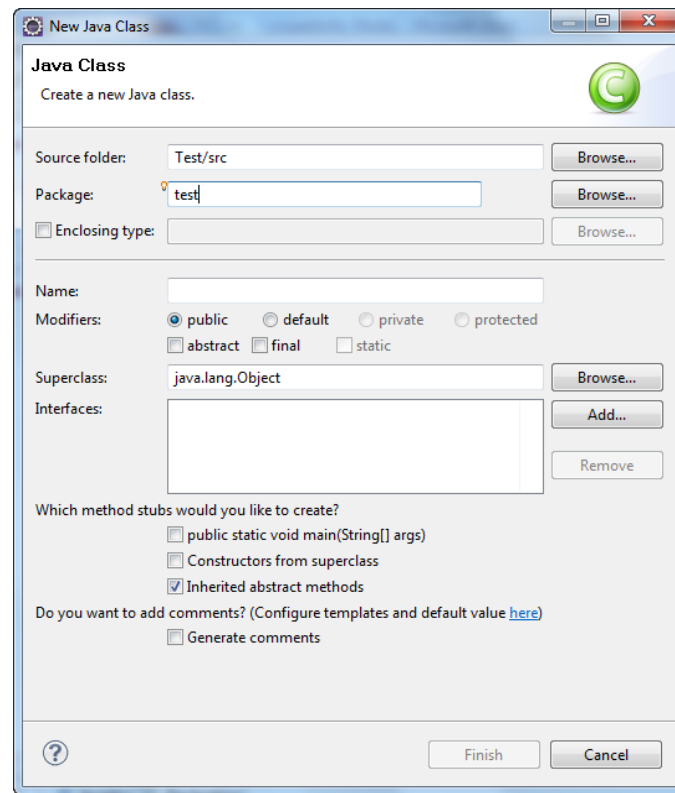 New Java Class
Java Class
Create a new Java class.
Source folder: Test/src Browse...
Package: test Browse...
Enclosing type: Browse...
Name:
Modifiers: public default private protected
abstract final static
Superclass: java.lang.Object Browse...
Interfaces: Add...
Remove
Which method stubs would you like to create?
public static void main(String[] args)
Constructors from superclass
Inherited abstract methods
Do you want to add comments? (Configure templates and default value here)
Generate comments
? Finish Cancel